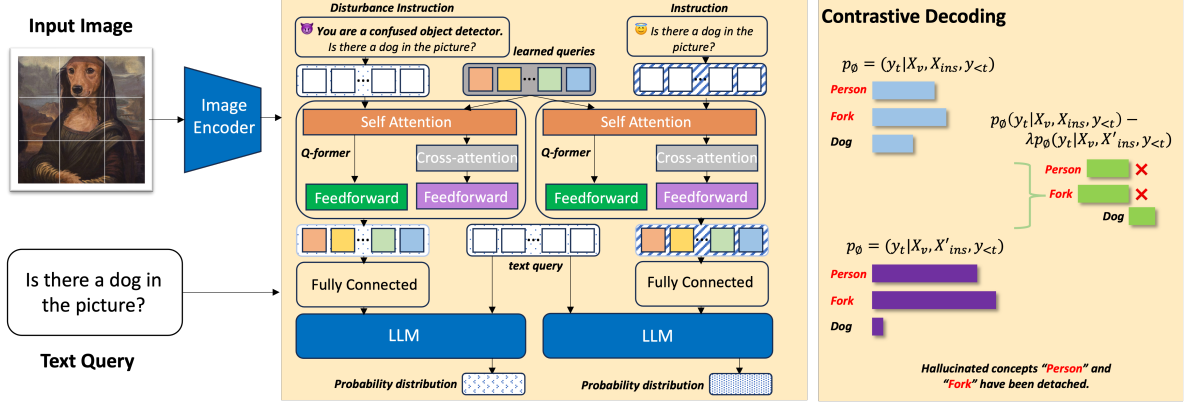 Input Image
Image
Encoder
Is there a dog in
the picture?
Text Query
Disturbance Instruction
😈 You are a confused object detector.
Is there a dog in the picture?
Instruction
😇 Is there a dog in the
picture?
learned queries
...
...
...
Self Attention
Q-former
Cross-attention
Feedforward
Feedforward
Self Attention
Q-former
Cross-attention
Feedforward
Feedforward
...
...
...
text query
Fully Connected
Fully Connected
LLM
LLM
Probability distribution
Probability distribution
Contrastive Decoding
p_ø = (y_t|X_v, X_ins, y_<t)
Person
Fork
Dog
p_ø(y_t|X_v, X_ins, y_<t) −
λp_ø(y_t|X_v, X'_ins, y_<t)
Person ×
Fork ×
Dog
p_ø = (y_t|X_v, X'_ins, y_<t)
Person
Fork
Dog
Hallucinated concepts “Person” and
“Fork” have been detached.